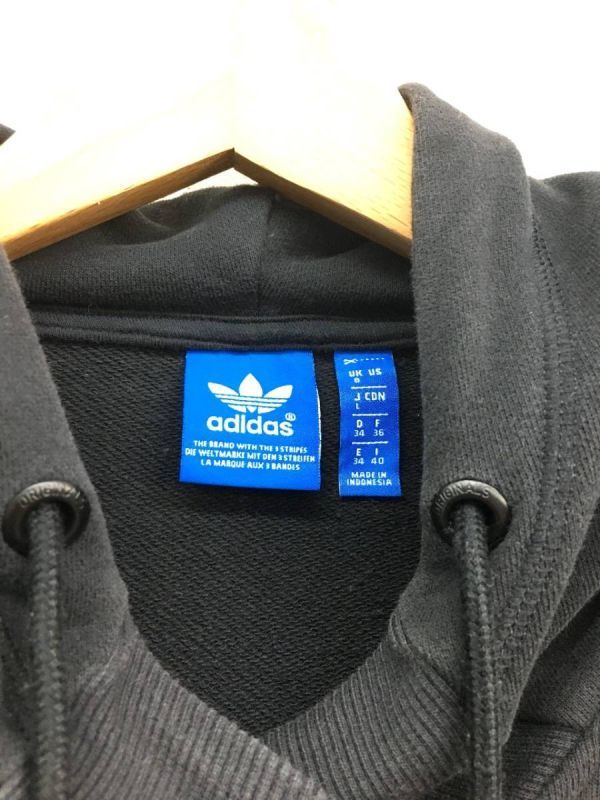 adidas®
THE BRAND WITH THE 3 STRIPES
DIE WELTMARKE MIT DEN 3 STREIFEN
LA MARQUE AUX 3 BANDES
UK US
8
J CDN
L
D F
34 36
E I
34 40
MADE IN
INDONESIA